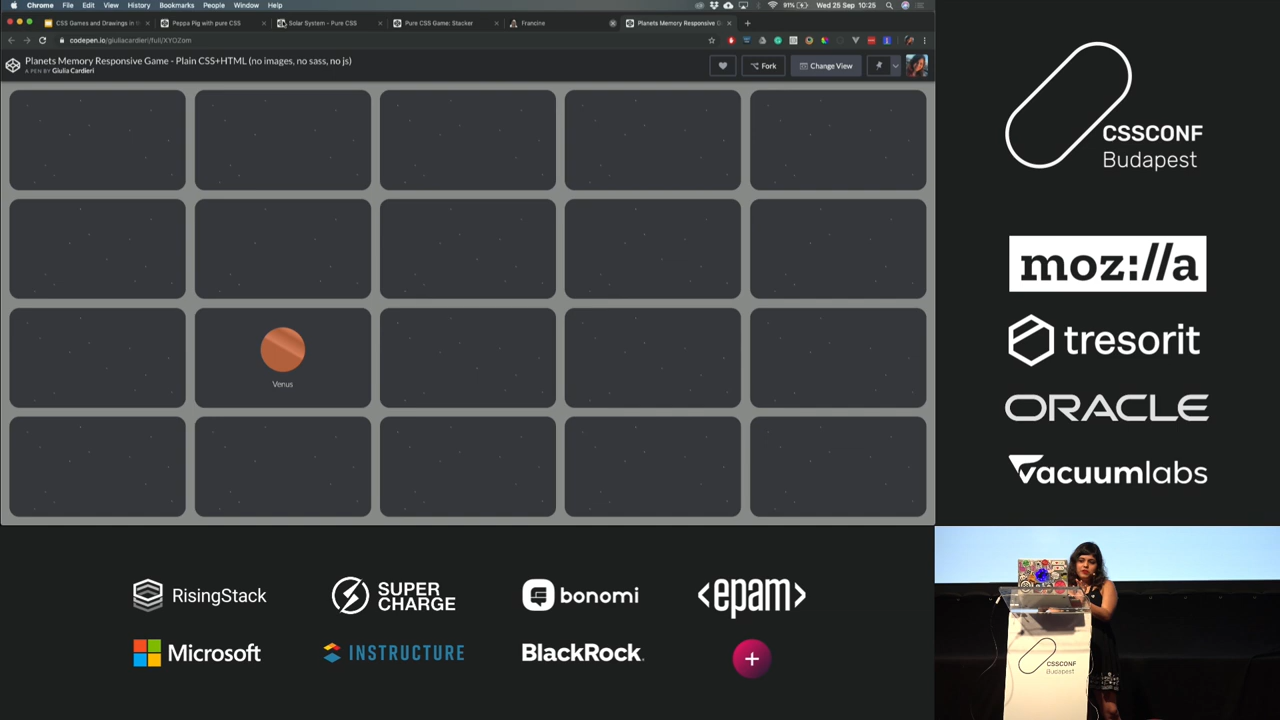 Chrome File Edit View History Bookmarks People Window Help
91% Wed 25 Sep 10:25
CSS Games and Drawings in t
Peppa Pig with pure CSS
Solar System - Pure CSS
Pure CSS Game: Stacker
Francine
Planets Memory Responsive G
codepen.io/giuliacardieri/full/XYOZom
Planets Memory Responsive Game - Plain CSS+HTML (no images, no sass, no js)
A PEN BY Giulia Cardieri
Fork
Change View
Venus
CSSCONF
Budapest
moz://a
tresorit
ORACLE
vacuumlabs
RisingStack
SUPER
CHARGE
bonomi
<epam>
Microsoft
INSTRUCTURE
BlackRock.
CSSCONF
Budapest